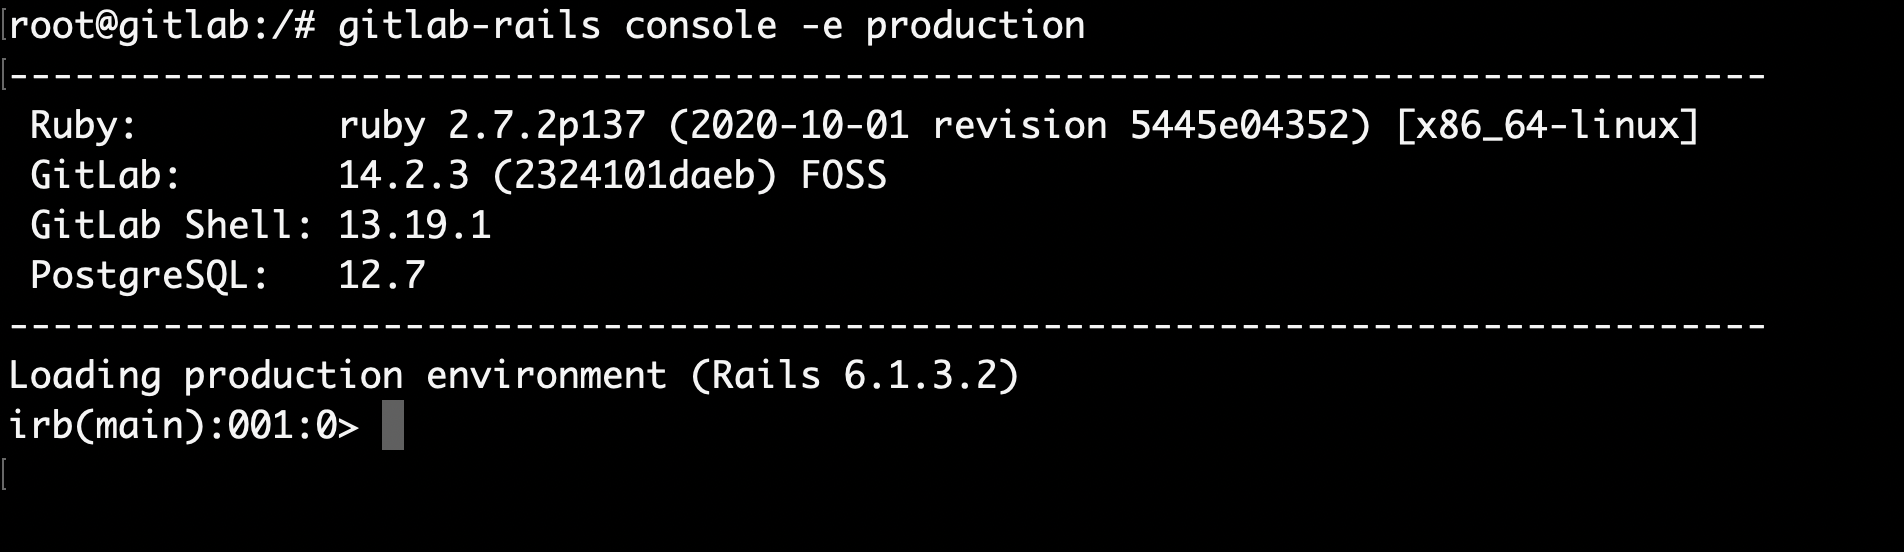 root@gitlab:/# gitlab-rails console -e production
--------------------------------------------------------------------------------
Ruby: ruby 2.7.2p137 (2020-10-01 revision 5445e04352) [x86_64-linux]
GitLab: 14.2.3 (2324101daeb) FOSS
GitLab Shell: 13.19.1
PostgreSQL: 12.7
--------------------------------------------------------------------------------
Loading production environment (Rails 6.1.3.2)
irb(main):001:0>